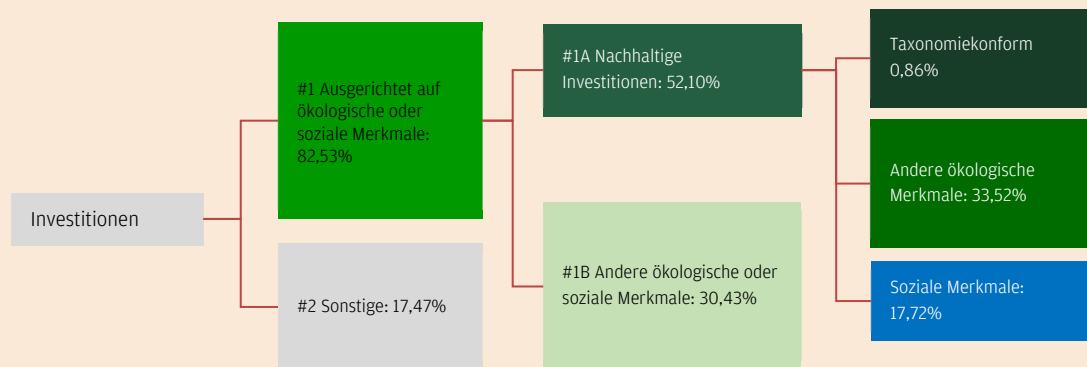 Investitionen
#1 Ausgerichtet auf
ökologische oder
soziale Merkmale:
82,53%
#2 Sonstige: 17,47%
#1A Nachhaltige
Investitionen: 52,10%
#1B Andere ökologische oder
soziale Merkmale: 30,43%
Taxonomiekonform
0,86%
Andere ökologische
Merkmale: 33,52%
Soziale Merkmale:
17,72%